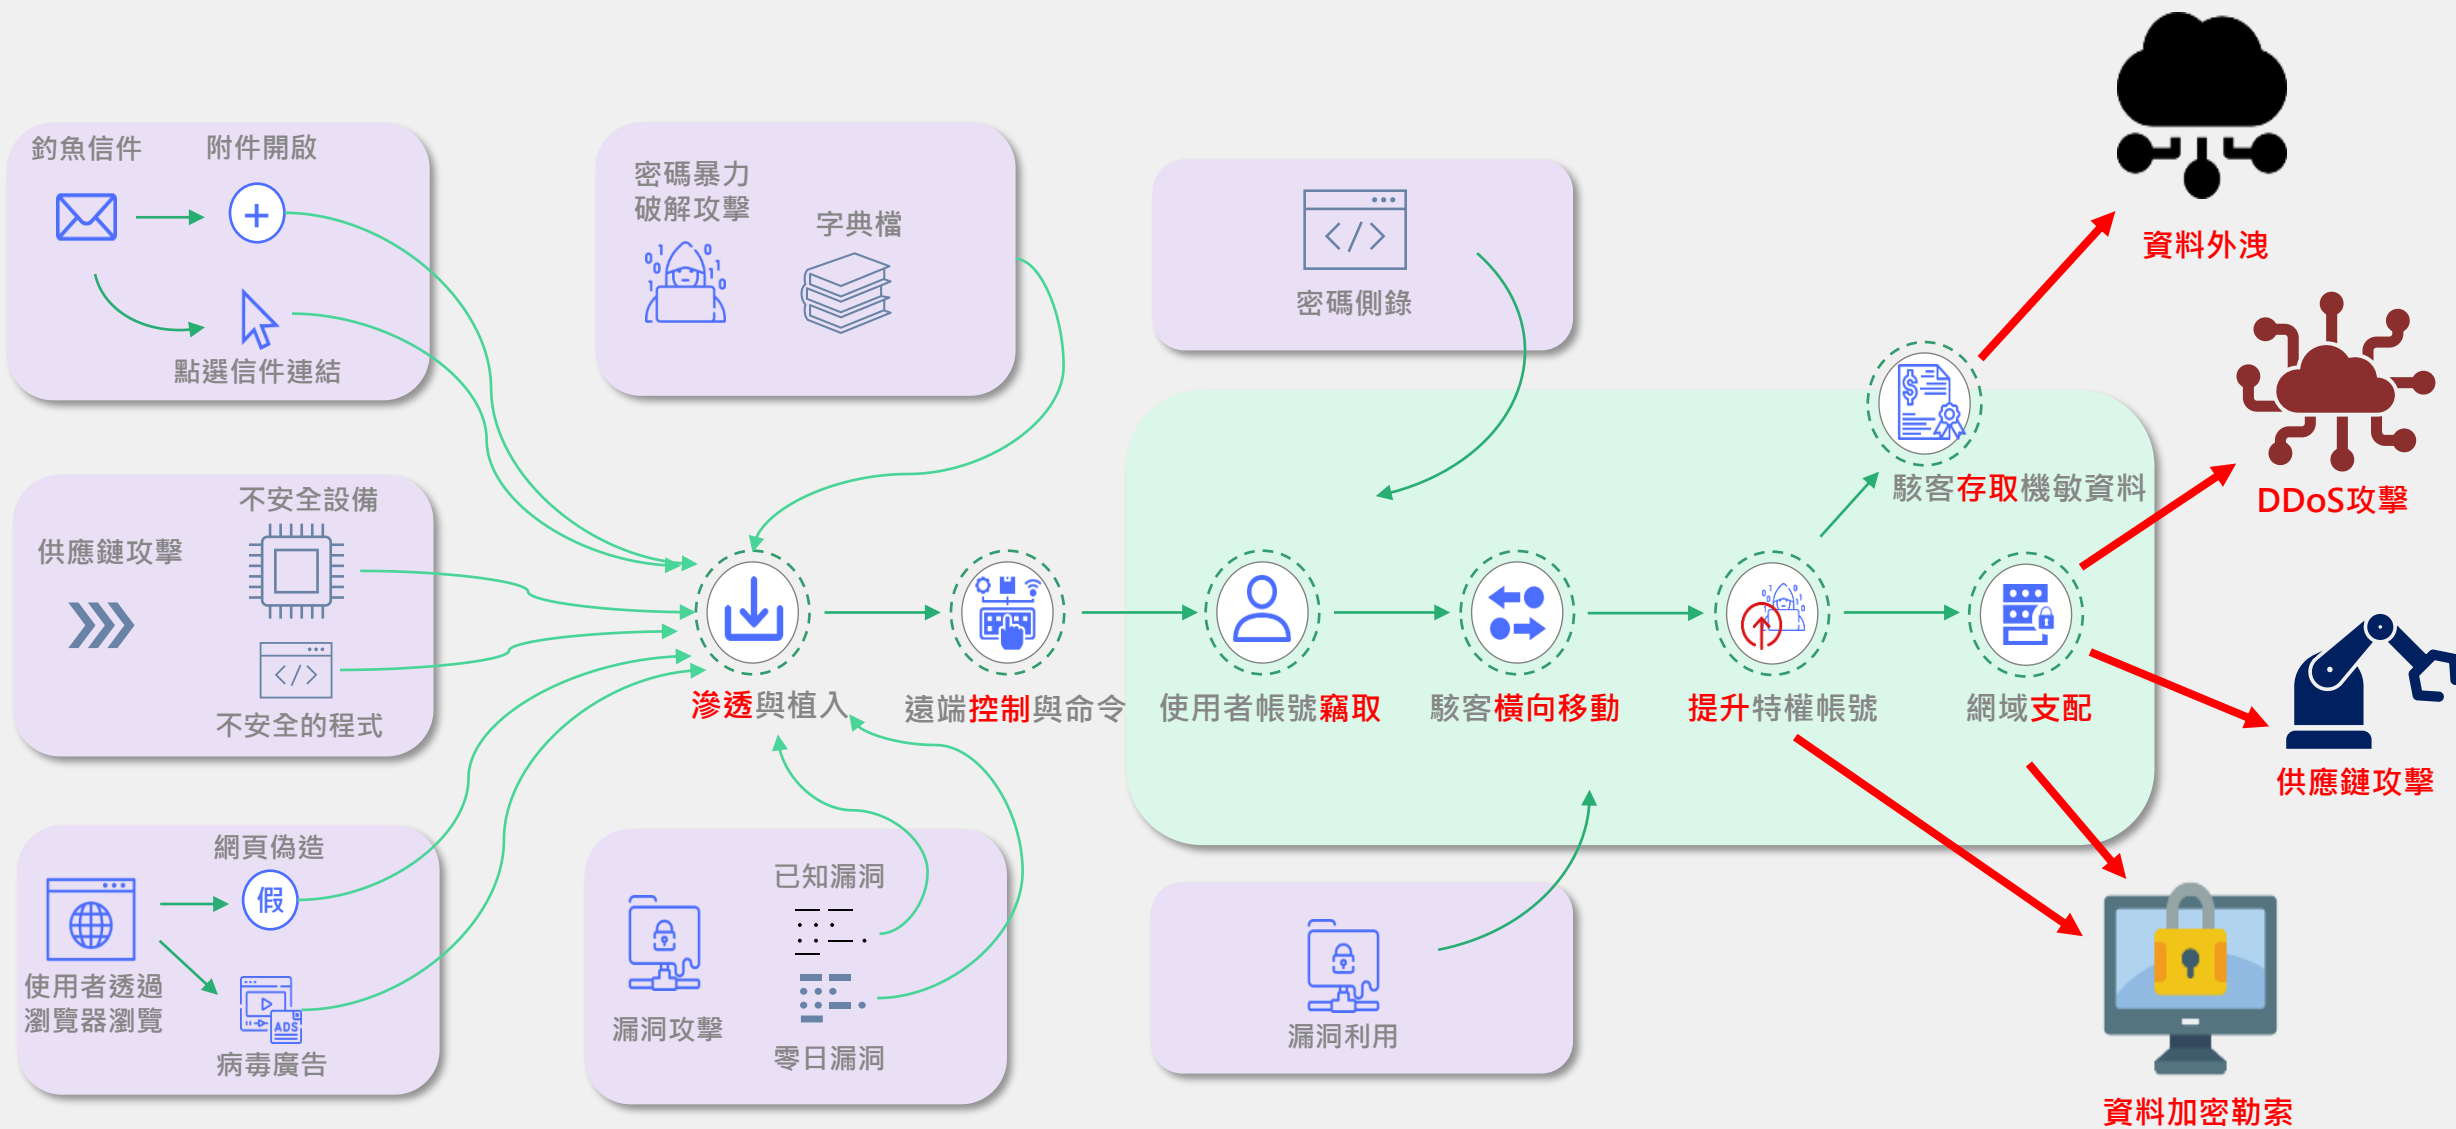 釣魚信件
附件開啟
點選信件連結
供應鏈攻擊
不安全設備
不安全的程式
網頁偽造
假
使用者透過
瀏覽器瀏覽
ADS
病毒廣告
密碼暴力
破解攻擊
字典檔
漏洞攻擊
已知漏洞
零日漏洞
密碼側錄
漏洞利用
滲透與植入
遠端控制與命令
使用者帳號竊取
駭客橫向移動
提升特權帳號
網域支配
駭客存取機敏資料
資料外洩
DDoS攻擊
供應鏈攻擊
資料加密勒索